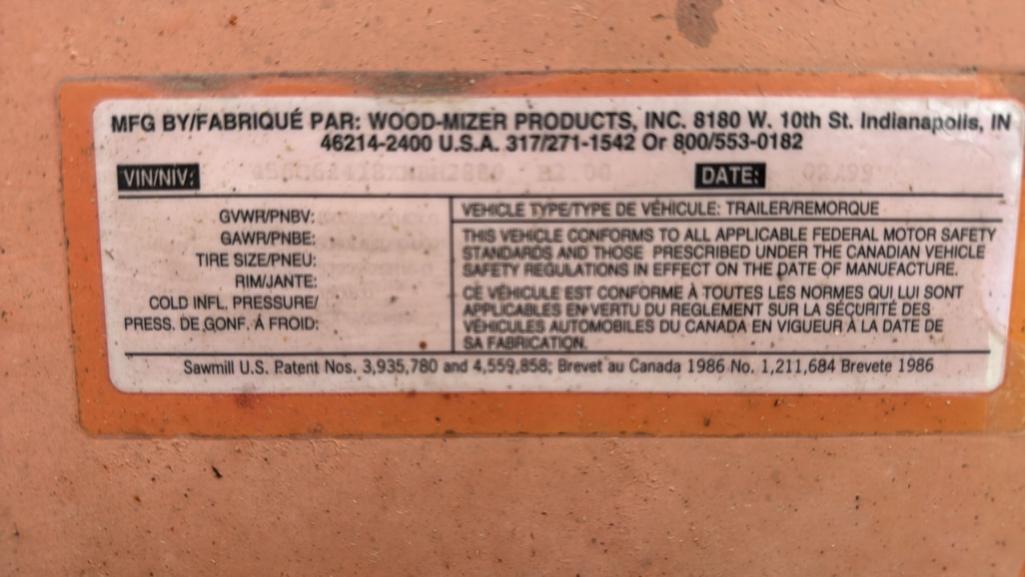 MFG BY/FABRIQUÉ PAR: WOOD-MIZER PRODUCTS, INC. 8180 W. 10th St. Indianapolis, IN
46214-2400 U.S.A. 317/271-1542 Or 800/553-0182
VIN/NIV: DATE:
GVWR/PNBV:
GAWR/PNBE:
TIRE SIZE/PNEU:
RIM/JANTE:
COLD INFL. PRESSURE/
PRESS. DE GONF. Á FROID:
VEHICLE TYPE/TYPE DE VÉHICULE: TRAILER/REMORQUE
THIS VEHICLE CONFORMS TO ALL APPLICABLE FEDERAL MOTOR SAFETY
STANDARDS AND THOSE PRESCRIBED UNDER THE CANADIAN VEHICLE
SAFETY REGULATIONS IN EFFECT ON THE DATE OF MANUFACTURE.
CE VÉHICULE EST CONFORME À TOUTES LES NORMES QUI LUI SONT
APPLICABLES EN VERTU DU REGLEMENT SUR LA SÉCURITÉ DES
VÉHICULES AUTOMOBILES DU CANADA EN VIGUEUR À LA DATE DE
SA FABRICATION.
Sawmill U.S. Patent Nos. 3,935,780 and 4,559,858; Brevet au Canada 1986 No. 1,211,684 Brevete 1986